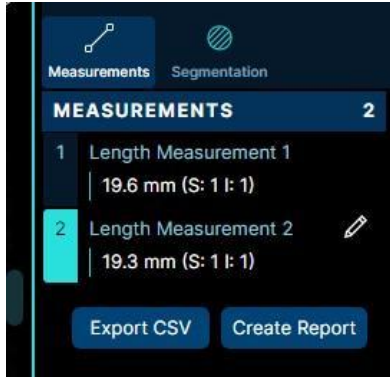 Measurements Segmentation
MEASUREMENTS 2
1 Length Measurement 1
19.6 mm (S: 1 I: 1)
2 Length Measurement 2
19.3 mm (S: 1 I: 1)
Export CSV Create Report